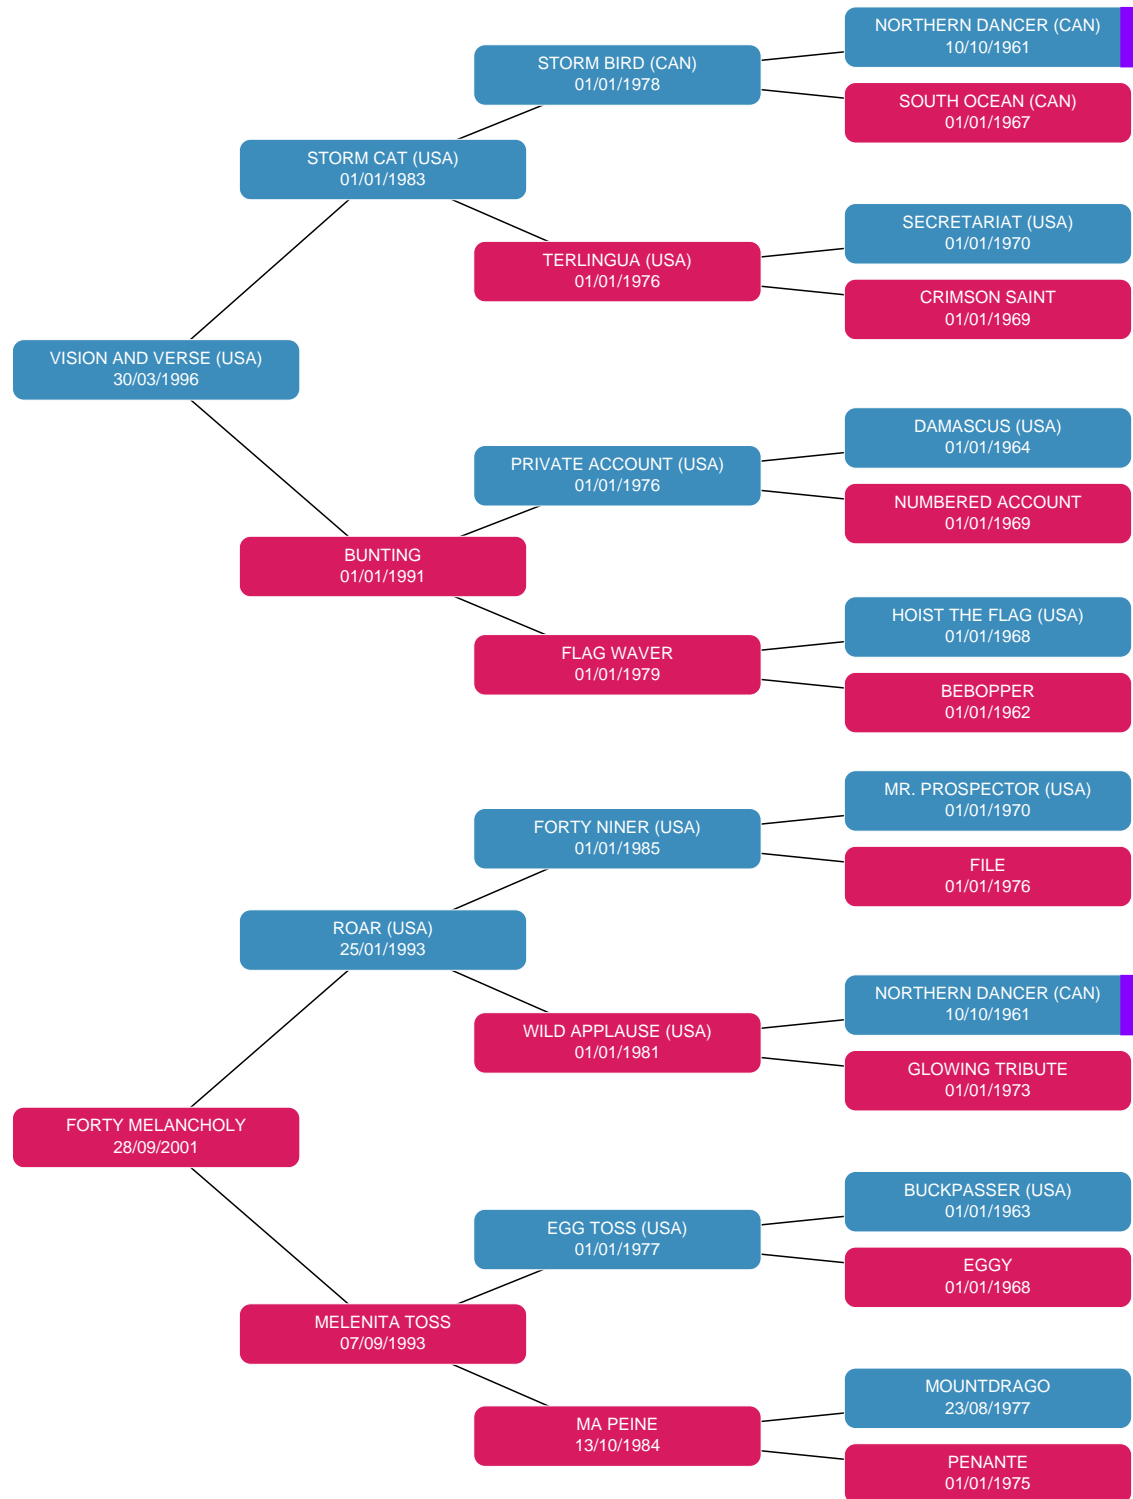 NORTHERN DANCER (CAN)
10/10/1961
STORM BIRD (CAN)
01/01/1978
SOUTH OCEAN (CAN)
01/01/1967
STORM CAT (USA)
01/01/1983
SECRETARIAT (USA)
01/01/1970
TERLINGUA (USA)
01/01/1976
CRIMSON SAINT
01/01/1969
VISION AND VERSE (USA)
30/03/1996
DAMASCUS (USA)
01/01/1964
PRIVATE ACCOUNT (USA)
01/01/1976
NUMBERED ACCOUNT
01/01/1969
BUNTING
01/01/1991
HOIST THE FLAG (USA)
01/01/1968
FLAG WAVER
01/01/1979
BEBOPPER
01/01/1962
MR. PROSPECTOR (USA)
01/01/1970
FORTY NINER (USA)
01/01/1985
FILE
01/01/1976
ROAR (USA)
25/01/1993
NORTHERN DANCER (CAN)
10/10/1961
WILD APPLAUSE (USA)
01/01/1981
GLOWING TRIBUTE
01/01/1973
FORTY MELANCHOLY
28/09/2001
BUCKPASSER (USA)
01/01/1963
EGG TOSS (USA)
01/01/1977
EGGY
01/01/1968
MELENITA TOSS
07/09/1993
MOUNTDRAGO
23/08/1977
MA PEINE
13/10/1984
PENANTE
01/01/1975